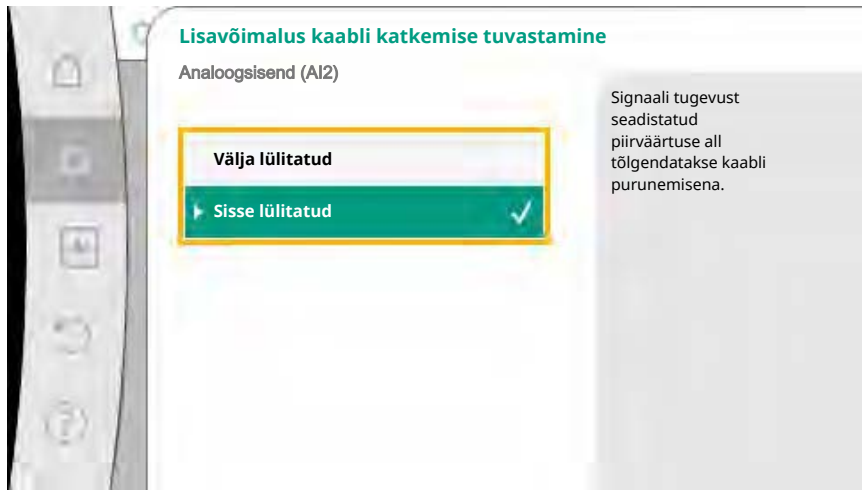 Lisavõimalus kaabli katkemise tuvastamine
Analoogsisend (AI2)
Välja lülitatud
Sisse lülitatud
Signaali tugevust
seadistatud
piirväärtuse all
tõlgendatakse kaabli
purunemisena.